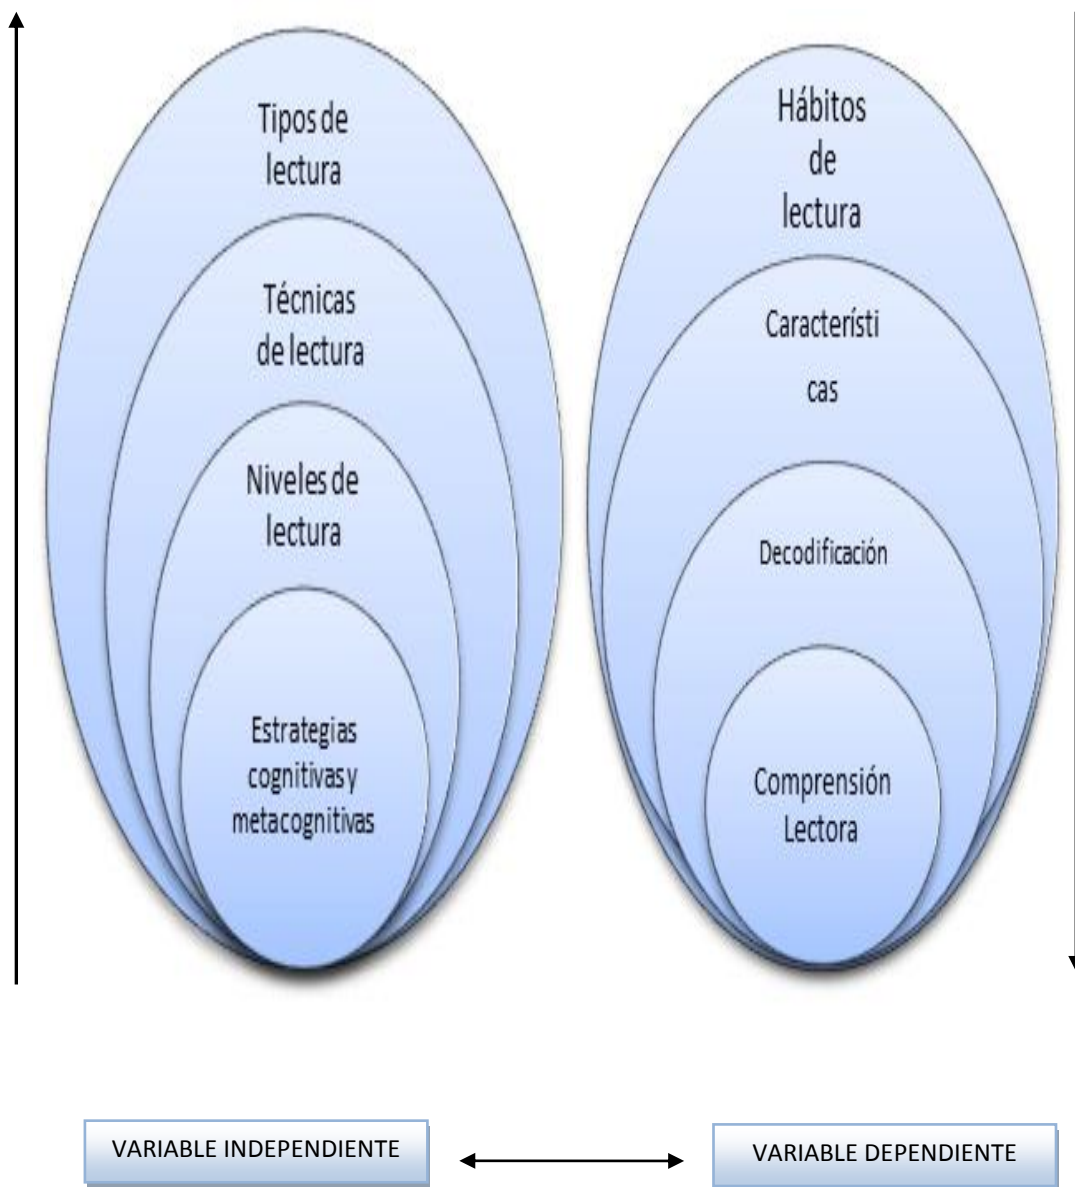 Tipos de
lectura
Técnicas
de lectura
Niveles de
lectura
Estrategias
cognitivas y
metacognitivas
Hábitos
de
lectura
Característi
cas
Decodificación
Comprensión
Lectora
VARIABLE INDEPENDIENTE
VARIABLE DEPENDIENTE